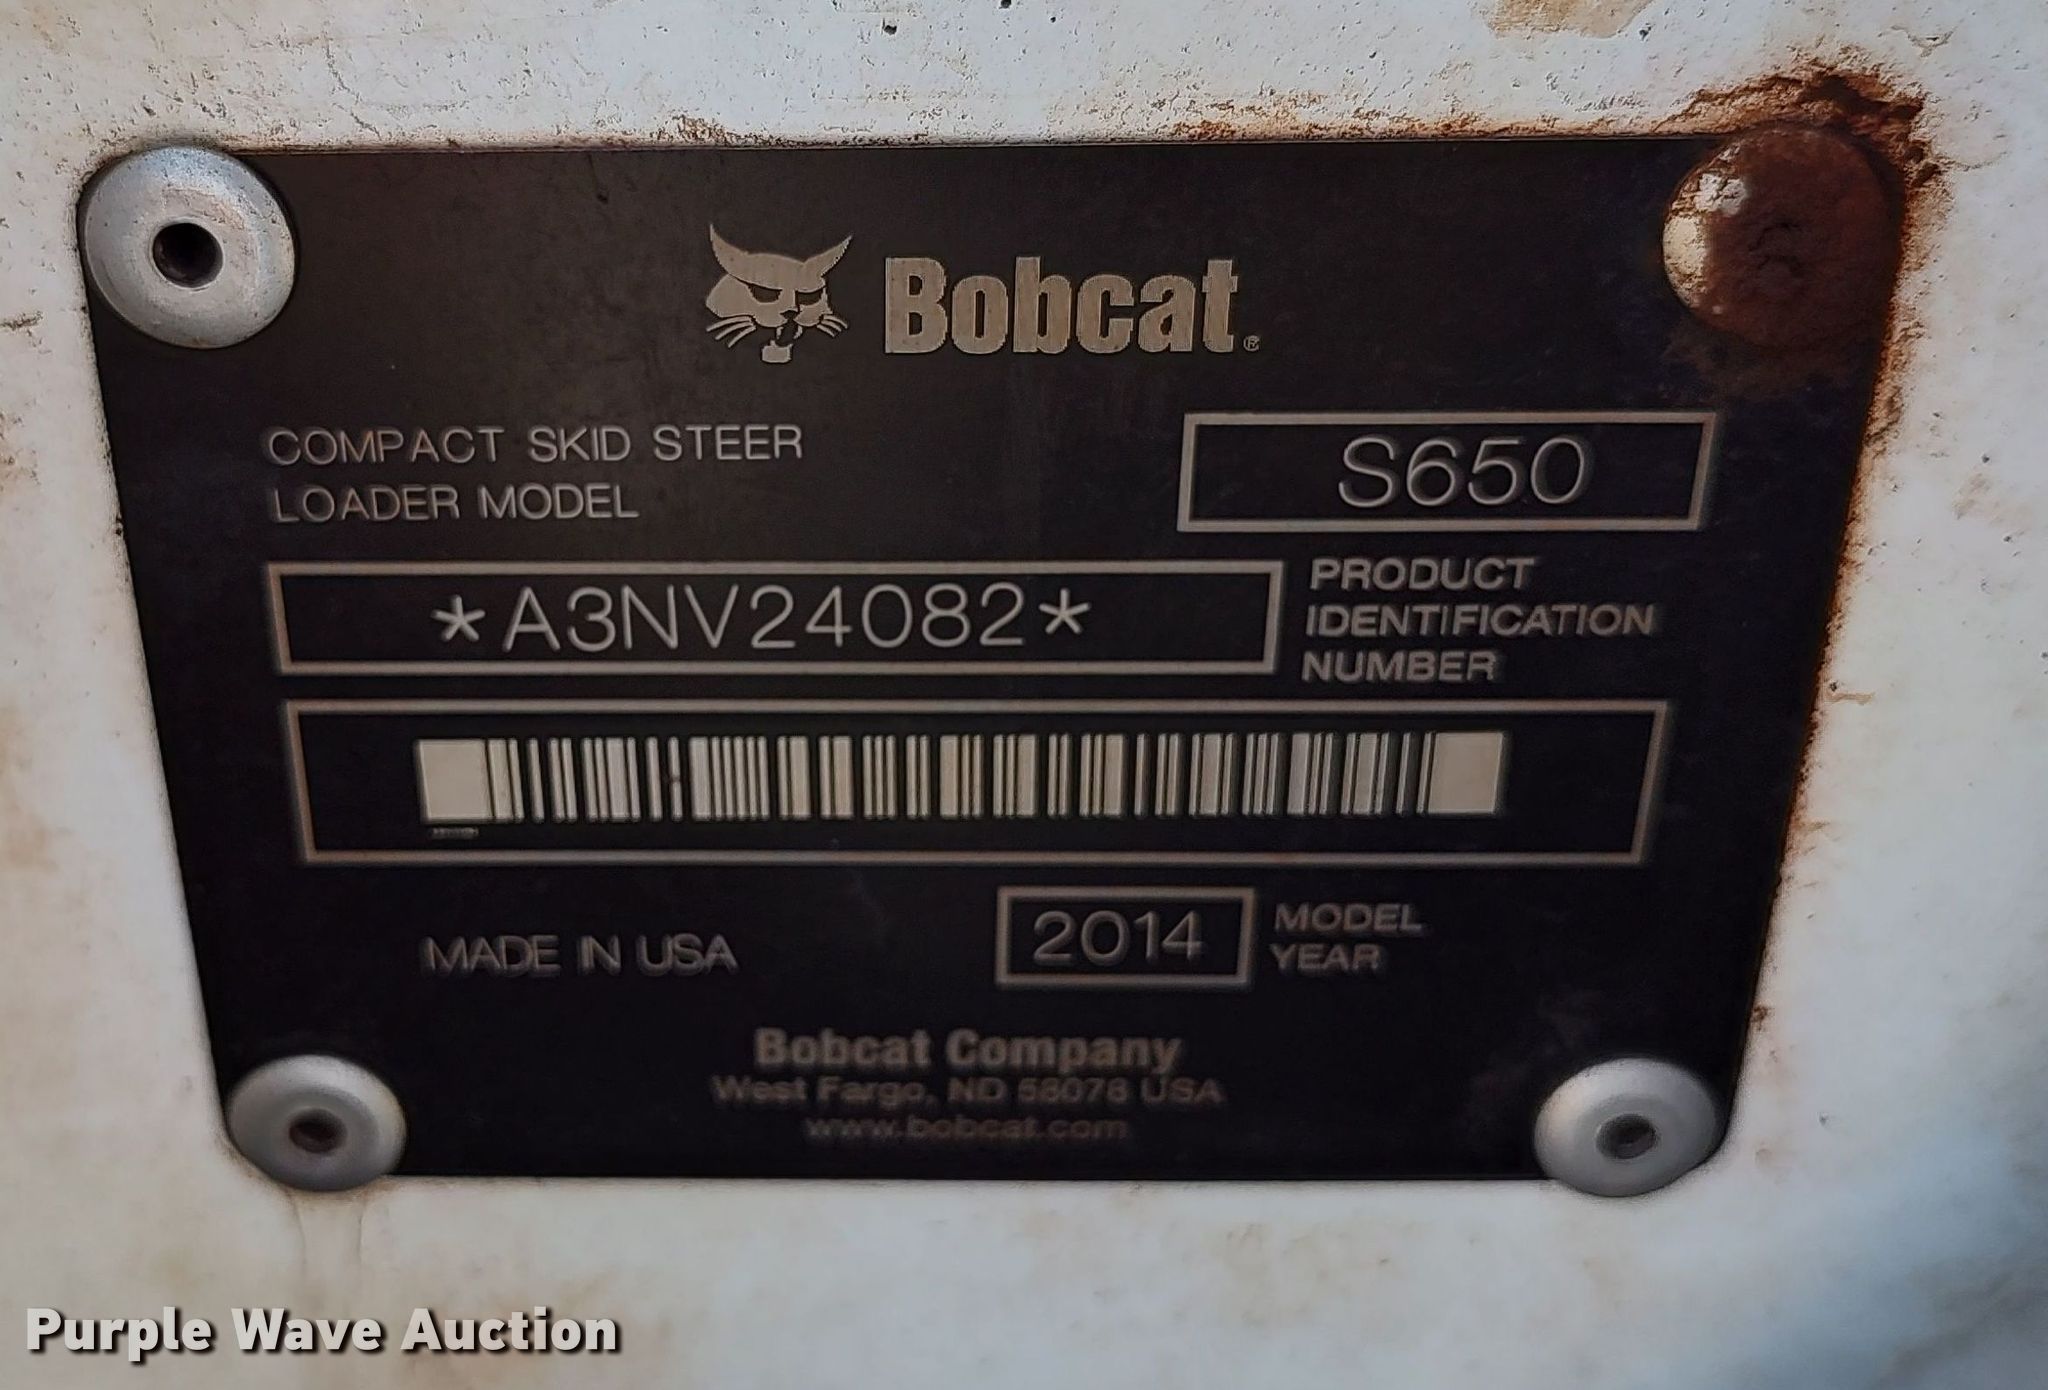 Bobcat®
COMPACT SKID STEER
LOADER MODEL
S650
*A3NV24082*
PRODUCT
IDENTIFICATION
NUMBER
MADE IN USA
2014
MODEL
YEAR
Bobcat Company
West Fargo, ND 58078 USA
www.bobcat.com
Purple Wave Auction